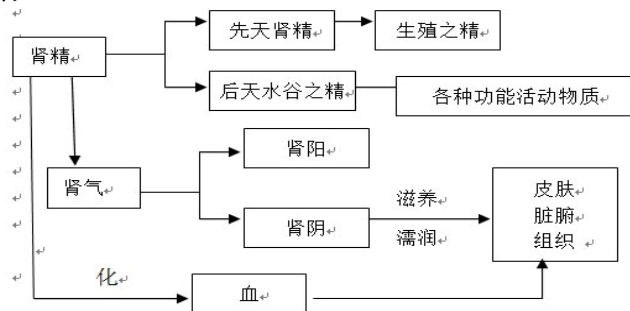 先天肾精
生殖之精
肾精
后天水谷之精
各种功能活动物质
肾阳
肾气
滋养
皮肤
脏腑
组织
肾阴
濡润
化
血